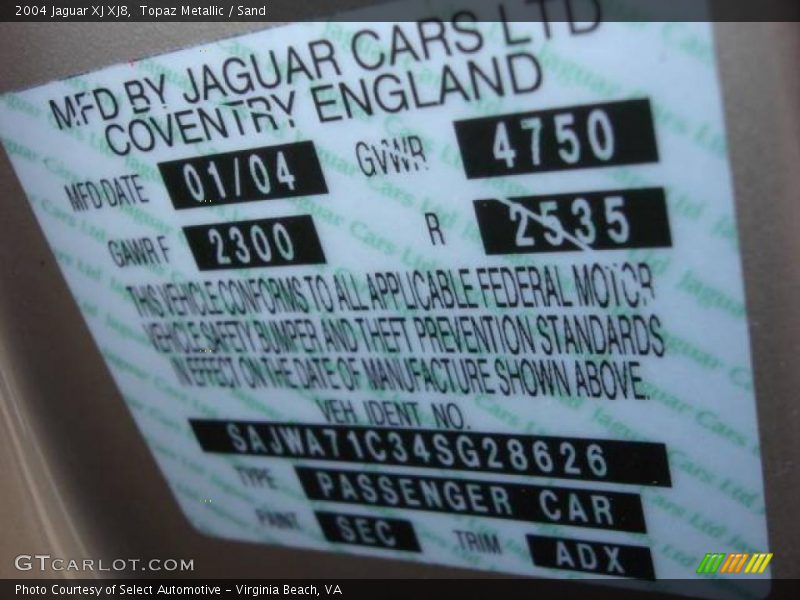 2004 Jaguar XJ XJ8,  Topaz Metallic / Sand
MFD BY JAGUAR CARS LTD
COVENTRY ENGLAND
MFD DATE 01/04 GVWR 4750
GAWR F 2300 R 2535
THIS VEHICLE CONFORMS TO ALL APPLICABLE FEDERAL MOTOR
VEHICLE SAFETY BUMPER AND THEFT PREVENTION STANDARDS
IN EFFECT ON THE DATE OF MANUFACTURE SHOWN ABOVE.
VEH. IDENT. NO.
SAJWA71C34SG28626
TYPE PASSENGER CAR
PAINT SEC TRIM ADX
GTCARLOT.COM
Photo Courtesy of Select Automotive - Virginia Beach, VA